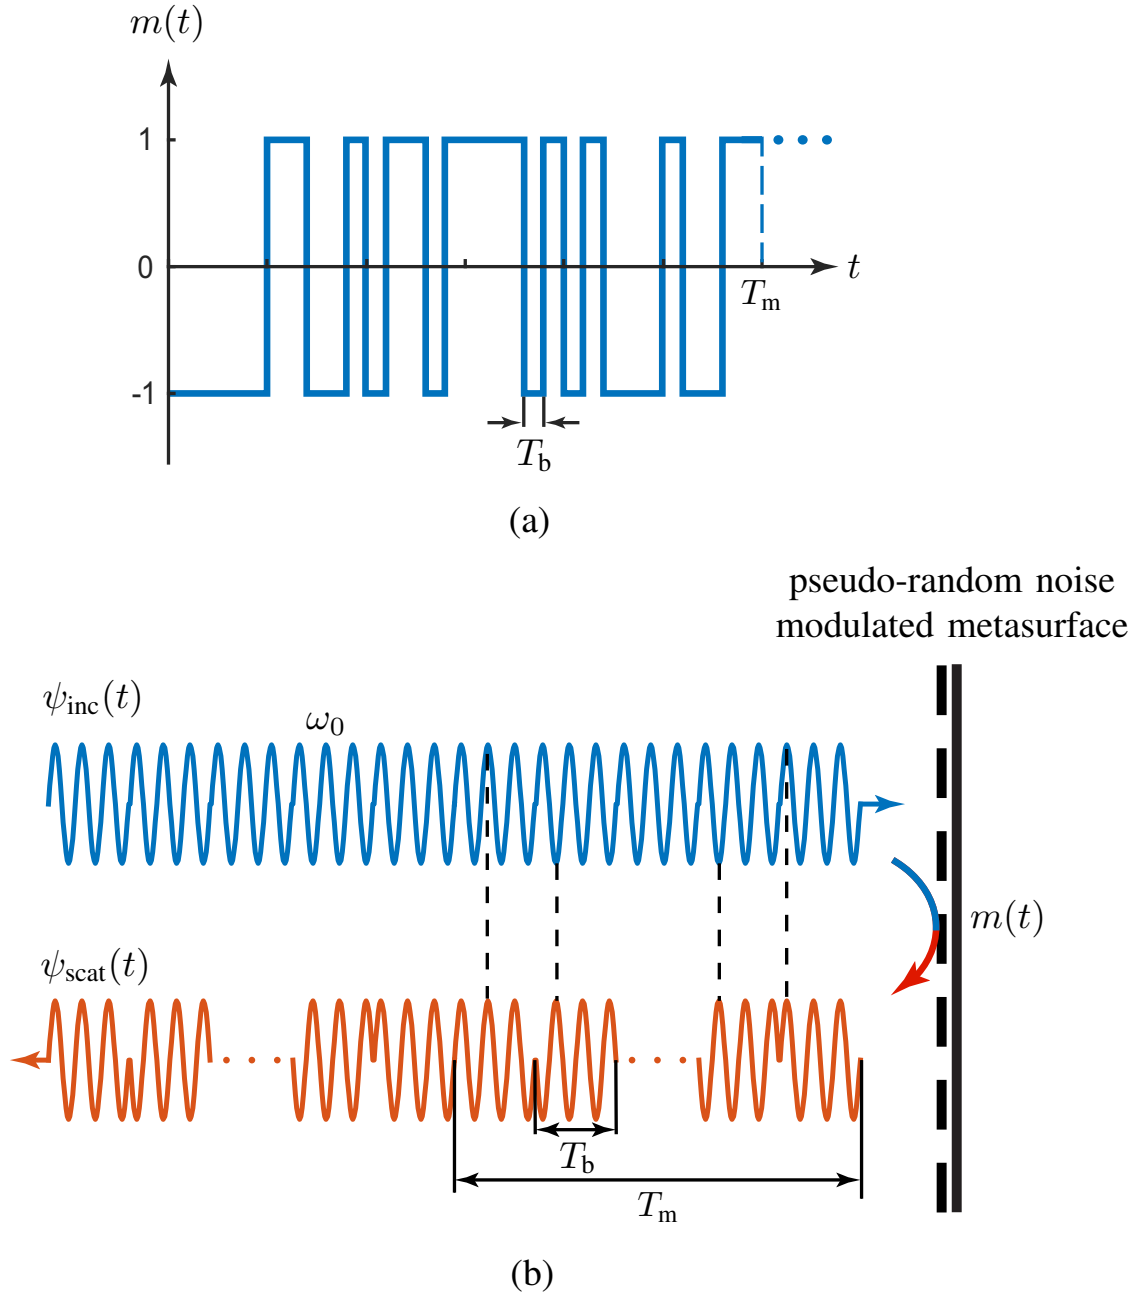 m(t)
1
0
t
T_m
-1
T_b
(a)
pseudo-random noise
modulated metasurface
ψ_inc(t)
ω_0
m(t)
ψ_scat(t)
T_b
T_m
(b)